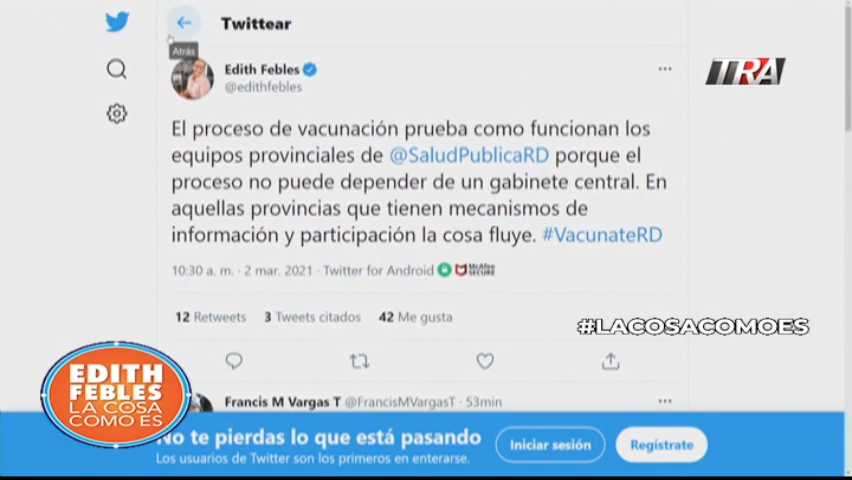 Twittear
Atrás
TRA
Edith Febles
@edithfebles
El proceso de vacunación prueba como funcionan los
equipos provinciales de @SaludPublicaRD porque el
proceso no puede depender de un gabinete central. En
aquellas provincias que tienen mecanismos de
información y participación la cosa fluye. #VacunateRD
10:30 a. m. · 2 mar. 2021 · Twitter for Android
McAfee
SECURE
12 Retweets 3 Tweets citados 42 Me gusta
#LACOSACOMOES
Francis M Vargas T @FrancisMVargasT · 53min
EDITH
FEBLES
LA COSA
COMO ES
No te pierdas lo que está pasando
Los usuarios de Twitter son los primeros en enterarse.
Iniciar sesión
Regístrate